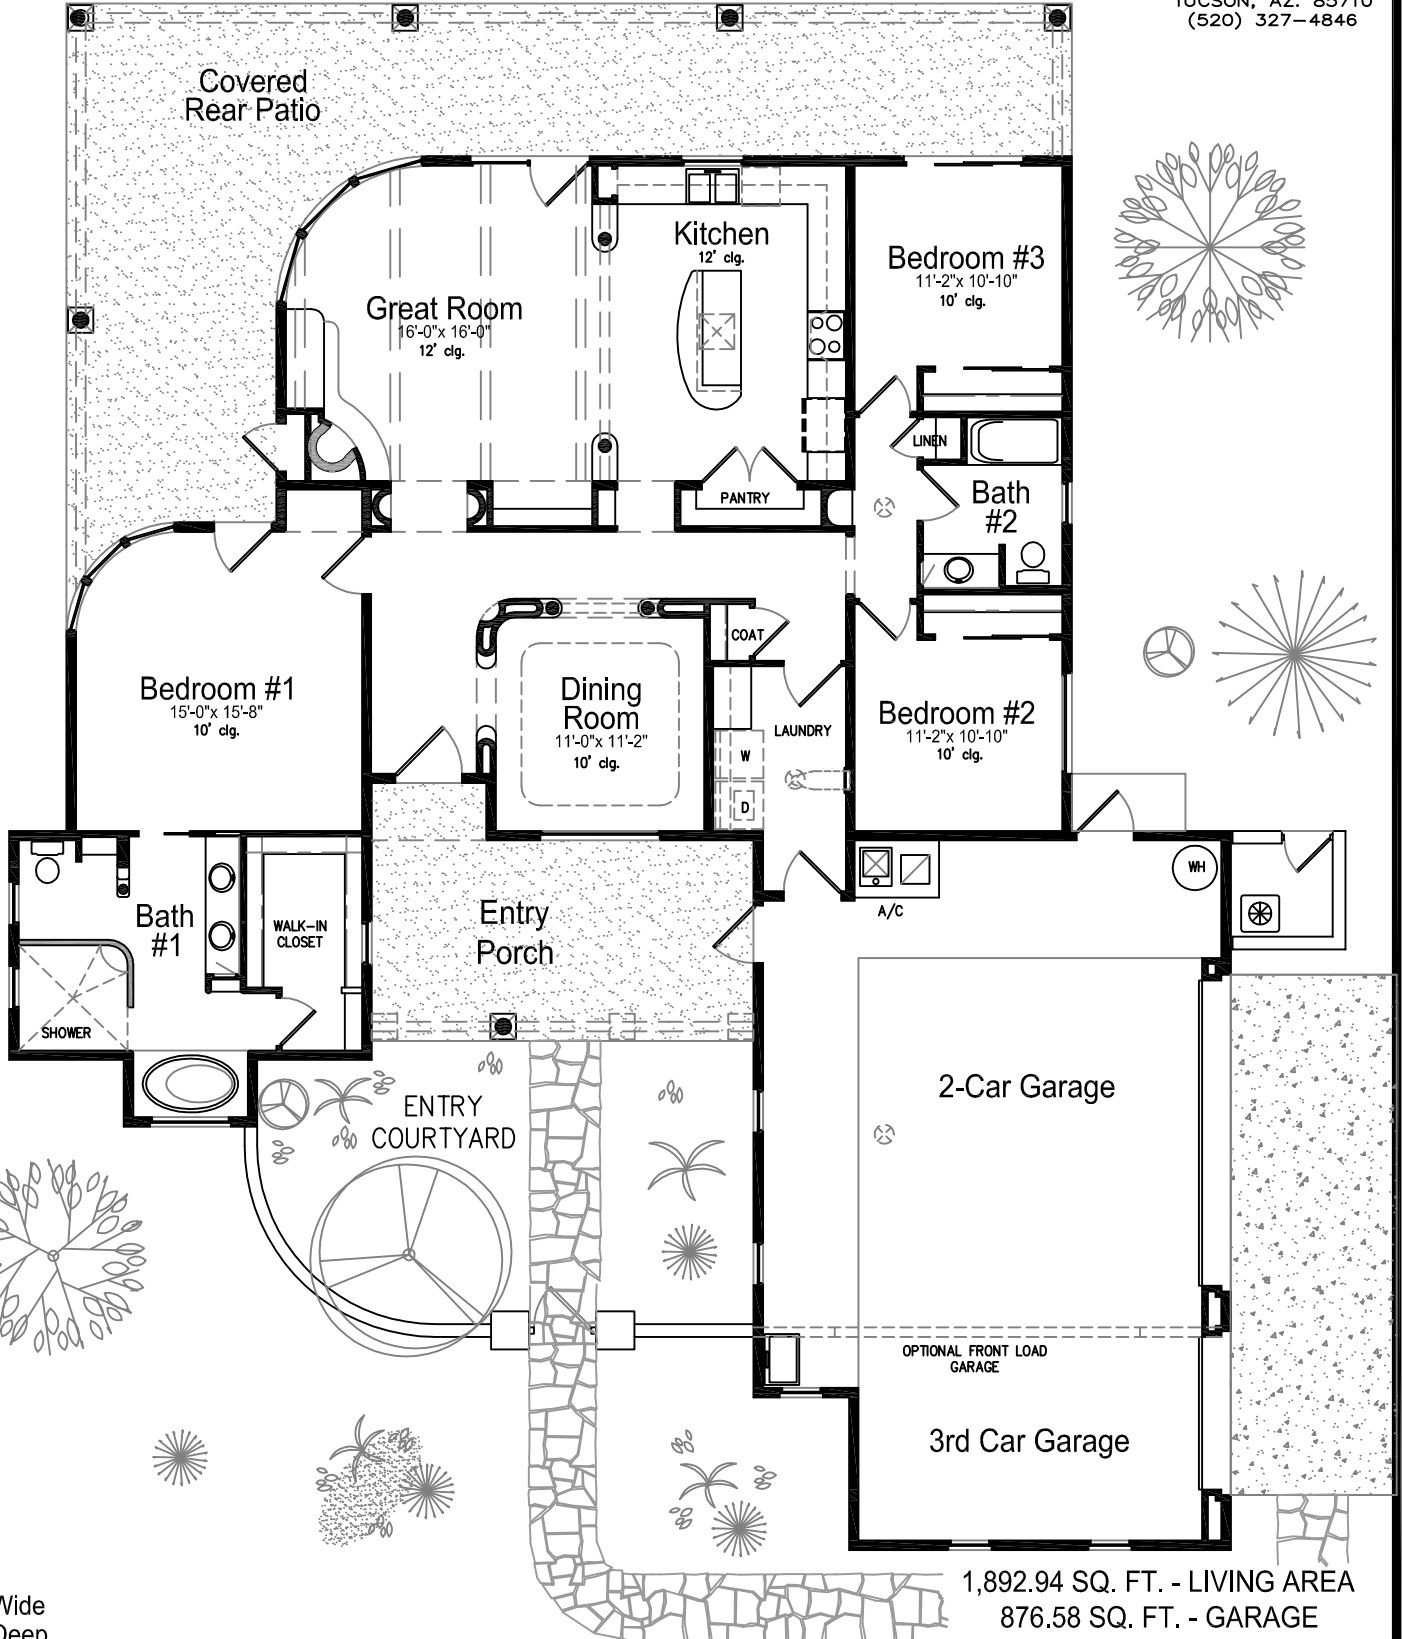 TUCSON, AZ. 85710
(520) 327-4846
Covered
Rear Patio
Kitchen
12' clg.
Bedroom #3
11'-2"x 10'-10"
10' clg.
Great Room
16'-0"x 16'-0"
12' clg.
LINEN
PANTRY
Bath
#2
COAT
Bedroom #1
15'-0"x 15'-8"
10' clg.
Dining
Room
11'-0"x 11'-2"
10' clg.
LAUNDRY
W
D
Bedroom #2
11'-2"x 10'-10"
10' clg.
WH
A/C
Bath
#1
WALK-IN
CLOSET
Entry
Porch
SHOWER
2-Car Garage
ENTRY
COURTYARD
OPTIONAL FRONT LOAD
GARAGE
3rd Car Garage
1,892.94 SQ. FT. - LIVING AREA
876.58 SQ. FT. - GARAGE
Wide
Deep